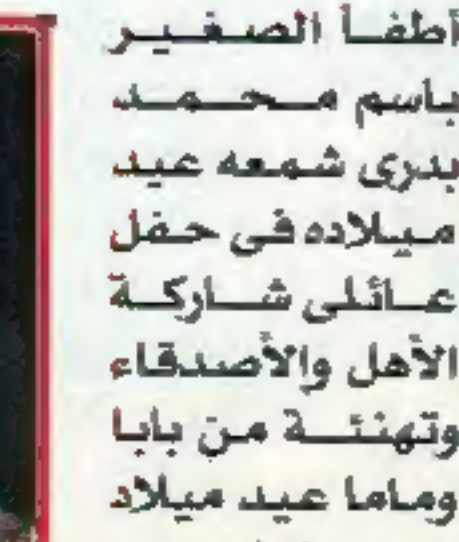 أطفأ الصغير
باسم محمد
بدرى شمعه عيد
ميلاده فى حفل
عائلى شاركة
الأهل والأصدقاء
وتهنئة من بابا
وماما عيد ميلاد